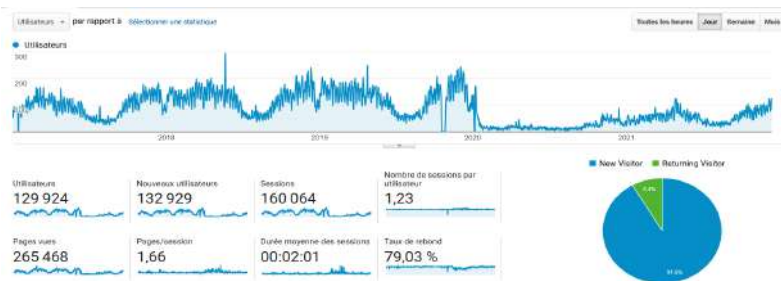 Utilisateurs par rapport à Sélectionner une statistique
Toutes les heures Jour Semaine Mois
Utilisateurs
300
200
2018 2019 2020 2021
New Visitor Returning Visitor
Utilisateurs
129 924
Nouveaux utilisateurs
132 929
Sessions
160 064
Nombre de sessions par
utilisateur
1,23
Pages vues
265 468
Pages/session
1,66
Durée moyenne des sessions
00:02:01
Taux de rebond
79,03 %